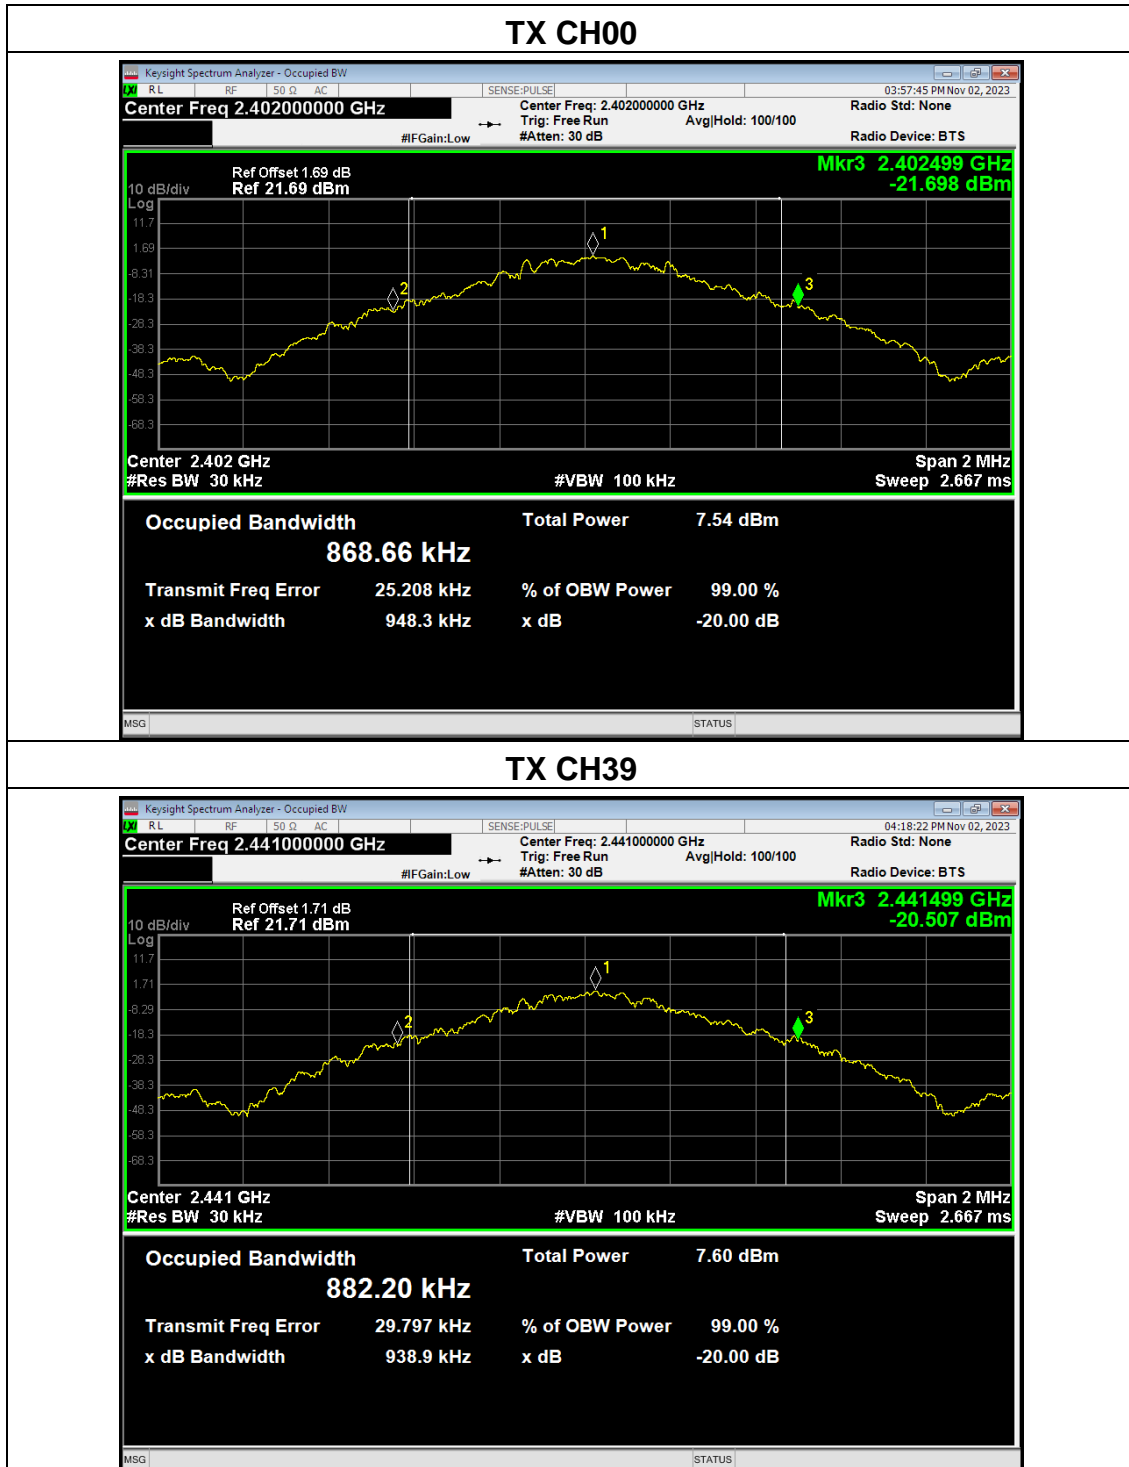 TX CH00
Keysight Spectrum Analyzer - Occupied BW
LXI RL RF 50 Ω AC SENSE:PULSE 03:57:45 PM Nov 02, 2023
Center Freq 2.402000000 GHz Center Freq: 2.402000000 GHz Radio Std: None
Trig: Free Run Avg|Hold: 100/100
#IFGain:Low #Atten: 30 dB Radio Device: BTS
Mkr3 2.402499 GHz
Ref Offset 1.69 dB
10 dB/div Ref 21.69 dBm -21.698 dBm
Log
11.7
1.69
-8.31
-18.3
-28.3
-38.3
-48.3
-58.3
-68.3
1
2
3
Center 2.402 GHz Span 2 MHz
#Res BW 30 kHz #VBW 100 kHz Sweep 2.667 ms
Occupied Bandwidth Total Power 7.54 dBm
868.66 kHz
Transmit Freq Error 25.208 kHz % of OBW Power 99.00 %
x dB Bandwidth 948.3 kHz x dB -20.00 dB
MSG STATUS
TX CH39
Keysight Spectrum Analyzer - Occupied BW
LXI RL RF 50 Ω AC SENSE:PULSE 04:18:22 PM Nov 02, 2023
Center Freq 2.441000000 GHz Center Freq: 2.441000000 GHz Radio Std: None
Trig: Free Run Avg|Hold: 100/100
#IFGain:Low #Atten: 30 dB Radio Device: BTS
Mkr3 2.441499 GHz
Ref Offset 1.71 dB
10 dB/div Ref 21.71 dBm -20.507 dBm
Log
11.7
1.71
-8.29
-18.3
-28.3
-38.3
-48.3
-58.3
-68.3
1
2
3
Center 2.441 GHz Span 2 MHz
#Res BW 30 kHz #VBW 100 kHz Sweep 2.667 ms
Occupied Bandwidth Total Power 7.60 dBm
882.20 kHz
Transmit Freq Error 29.797 kHz % of OBW Power 99.00 %
x dB Bandwidth 938.9 kHz x dB -20.00 dB
MSG STATUS